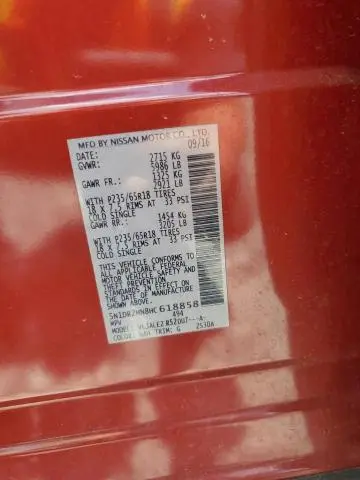 MFD BY NISSAN MOTOR CO., LTD.
DATE: 09/16
GVWR: 2715 KG
5986 LB
GAWR FR.: 1325 KG
2921 LB
WITH P235/65R18 TIRES
18 X 7.5 RIMS AT 33 PSI
COLD SINGLE
GAWR RR.: 1454 KG
3205 LB
WITH P235/65R18 TIRES
18 X 7.5 RIMS AT 33 PSI
COLD SINGLE
THIS VEHICLE CONFORMS TO
ALL APPLICABLE FEDERAL
MOTOR VEHICLE SAFETY AND
THEFT PREVENTION
STANDARDS IN EFFECT ON
THE DATE OF MANUFACTURE
SHOWN ABOVE.
5N1DR2MN8HC618858
MPV 494
MODEL:
COLOR: TRIM: G 2530A